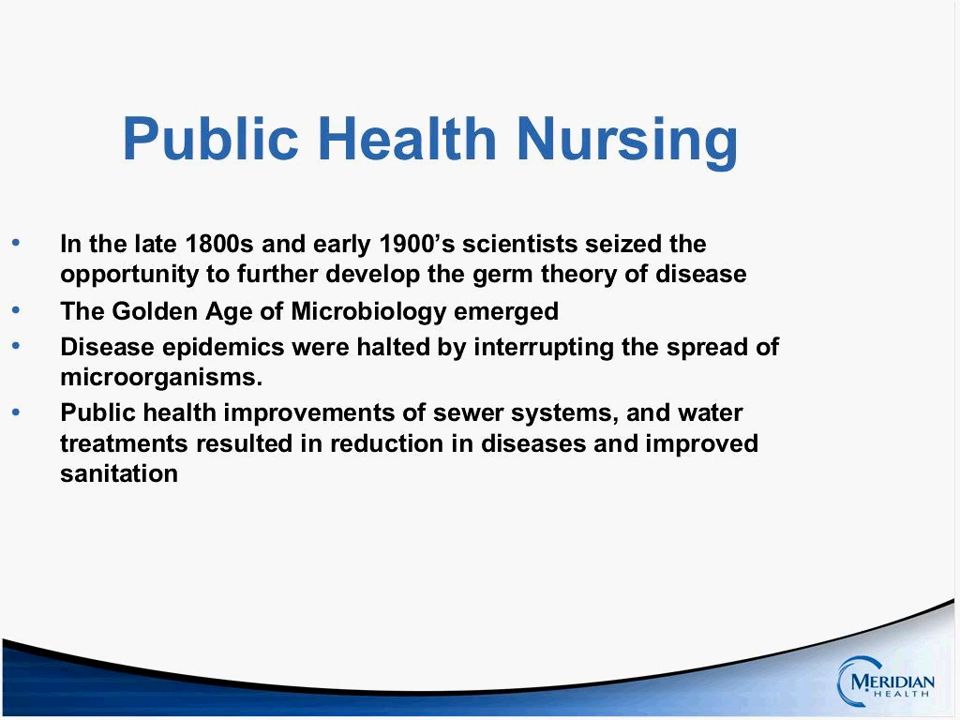 Public Health Nursing
• In the late 1800s and early 1900’s scientists seized the
opportunity to further develop the germ theory of disease
• The Golden Age of Microbiology emerged
• Disease epidemics were halted by interrupting the spread of
microorganisms.
• Public health improvements of sewer systems, and water
treatments resulted in reduction in diseases and improved
sanitation
MERIDIAN
HEALTH